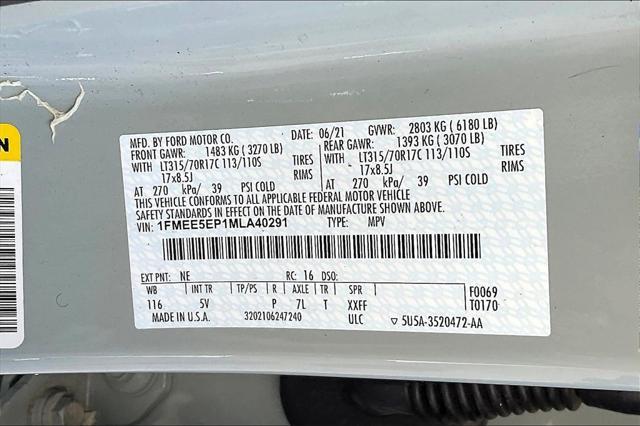 MFD. BY FORD MOTOR CO.
DATE: 06/21 GVWR: 2803 KG ( 6180 LB)
FRONT GAWR: 1483 KG ( 3270 LB)
REAR GAWR: 1393 KG ( 3070 LB)
WITH LT315/70R17C 113/110S TIRES
WITH LT315/70R17C 113/110S TIRES
17x8.5J RIMS
17x8.5J RIMS
AT 270 kPa/ 39 PSI COLD
AT 270 kPa/ 39 PSI COLD
THIS VEHICLE CONFORMS TO ALL APPLICABLE FEDERAL MOTOR VEHICLE
SAFETY STANDARDS IN EFFECT ON THE DATE OF MANUFACTURE SHOWN ABOVE.
VIN: 1FMEE5EP1MLA40291 TYPE: MPV
EXT PNT: NE RC: 16 DSO:
WB INT TR TP/PS R AXLE TR SPR F0069
116 5V P 7L T XXFF T0170
MADE IN U.S.A. 3202106247240 ULC 5U5A-3520472-AA